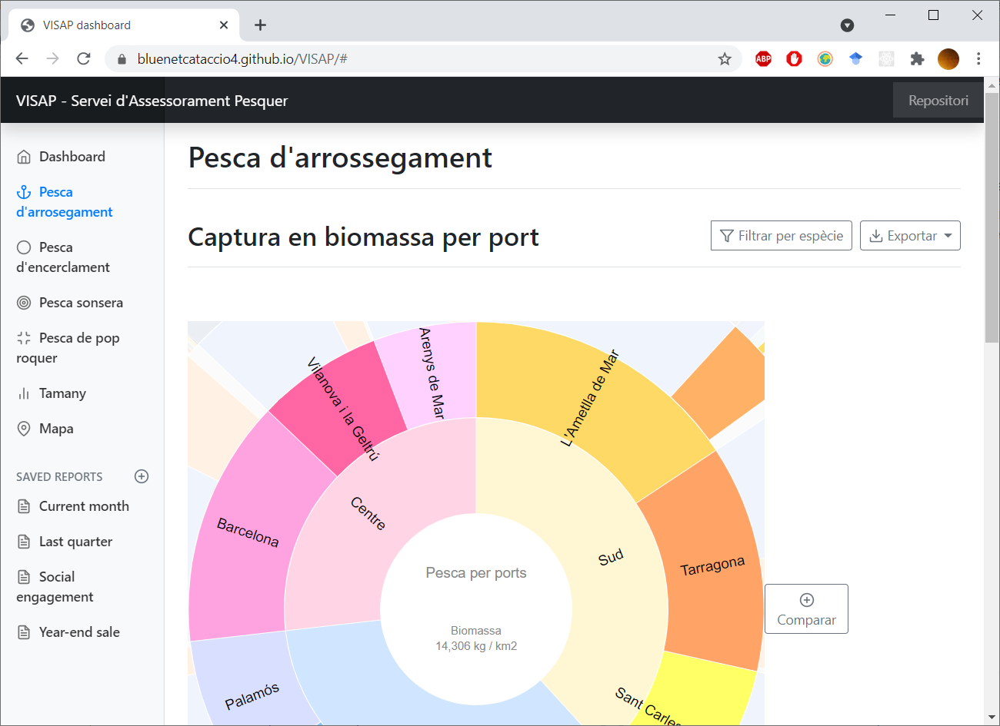 VISAP dashboard
bluenetcataccio4.github.io/VISAP/#
ABP
VISAP - Servei d'Assessorament Pesquer
Repositori
Dashboard
Pesca
d'arrosegament
Pesca
d'encerclament
Pesca sonsera
Pesca de pop
roquer
Tamany
Mapa
SAVED REPORTS
Current month
Last quarter
Social
engagement
Year-end sale
Pesca d'arrossegament
Captura en biomassa per port
Filtrar per espècie
Exportar
Arenys de Mar
L'Ametlla de Mar
Vilanova i la Geltrú
Centre
Barcelona
Sud
Tarragona
Pesca per ports
Biomassa
14,306 kg / km2
Palamós
Sant Carles
Comparar